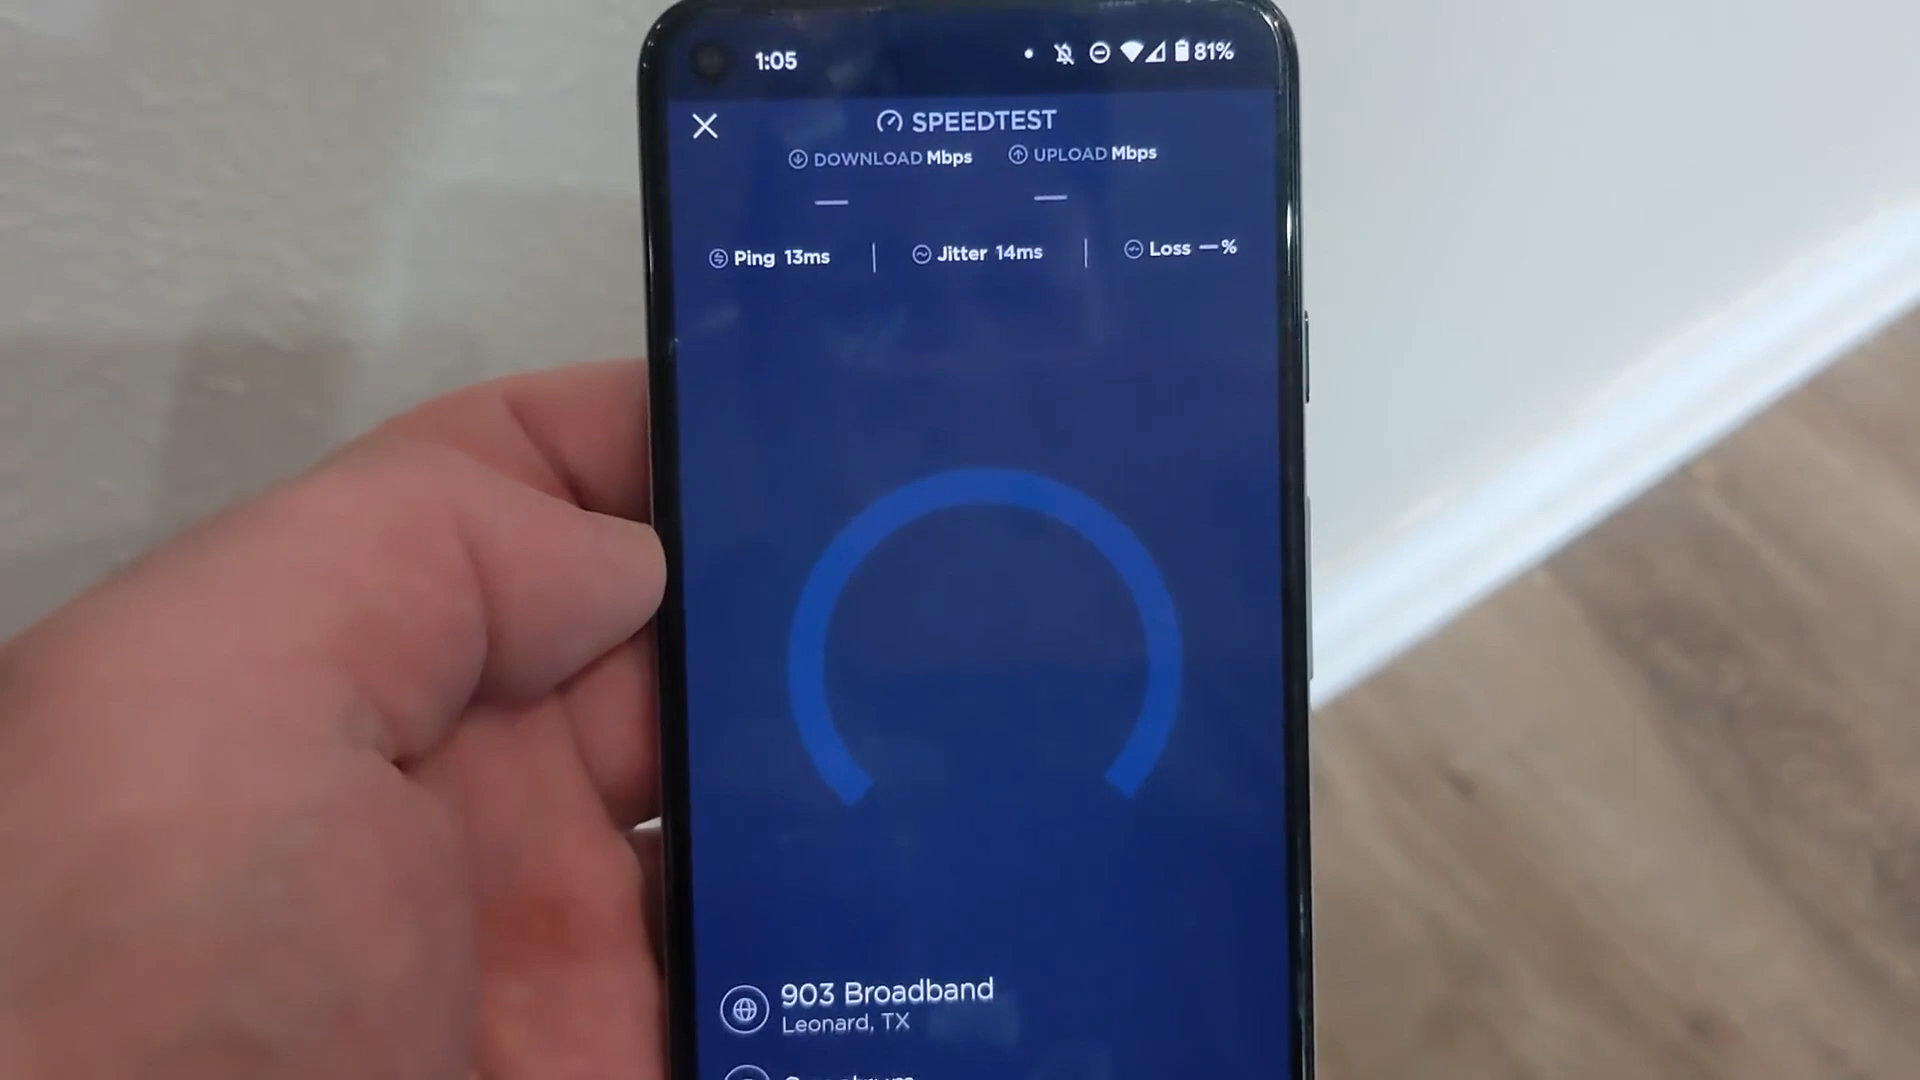 1:05
81%
SPEEDTEST
DOWNLOAD Mbps
UPLOAD Mbps
— —
Ping 13ms
Jitter 14ms
Loss —%
903 Broadband
Leonard, TX